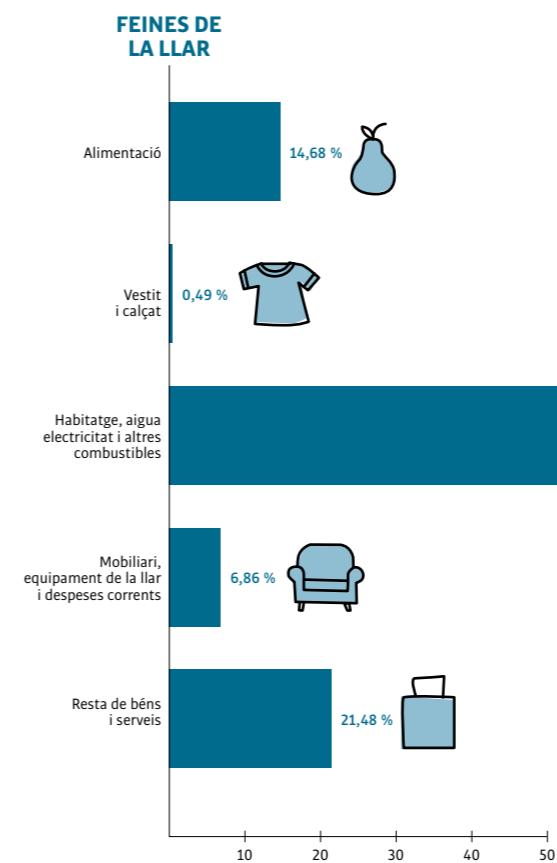 FEINES DE
LA LLAR
Alimentació
14,68 %
Vestit
i calçat
0,49 %
Habitatge, aigua
electricitat i altres
combustibles
Mobiliari,
equipament de la llar
i despeses corrents
6,86 %
Resta de béns
i serveis
21,48 %
10 20 30 40 50